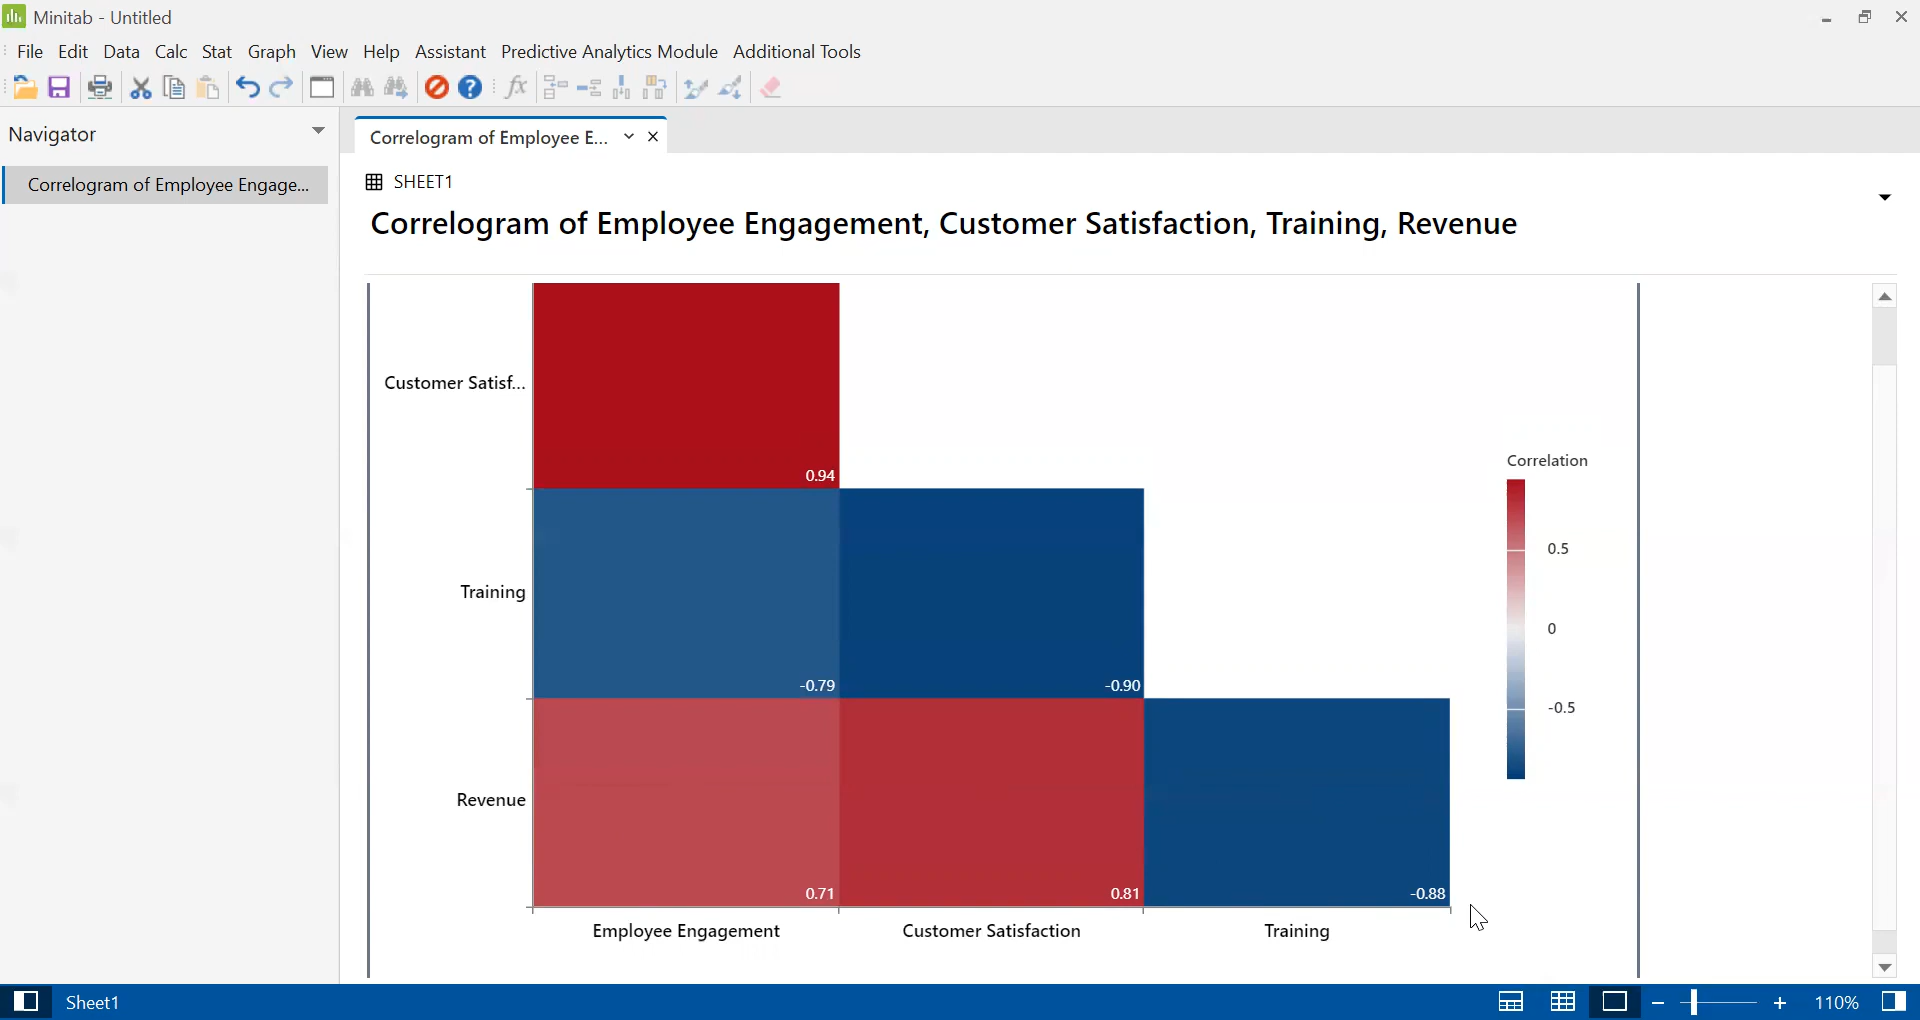 Minitab - Untitled
File Edit Data Calc Stat Graph View Help Assistant Predictive Analytics Module Additional Tools
fx
Navigator
Correlogram of Employee E...
Correlogram of Employee Engage...
SHEET1
Correlogram of Employee Engagement, Customer Satisfaction, Training, Revenue
Customer Satisf...
0.94
Training
-0.79
-0.90
Revenue
0.71
0.81
-0.88
Employee Engagement
Customer Satisfaction
Training
Correlation
0.5
0
-0.5
Sheet1
110%